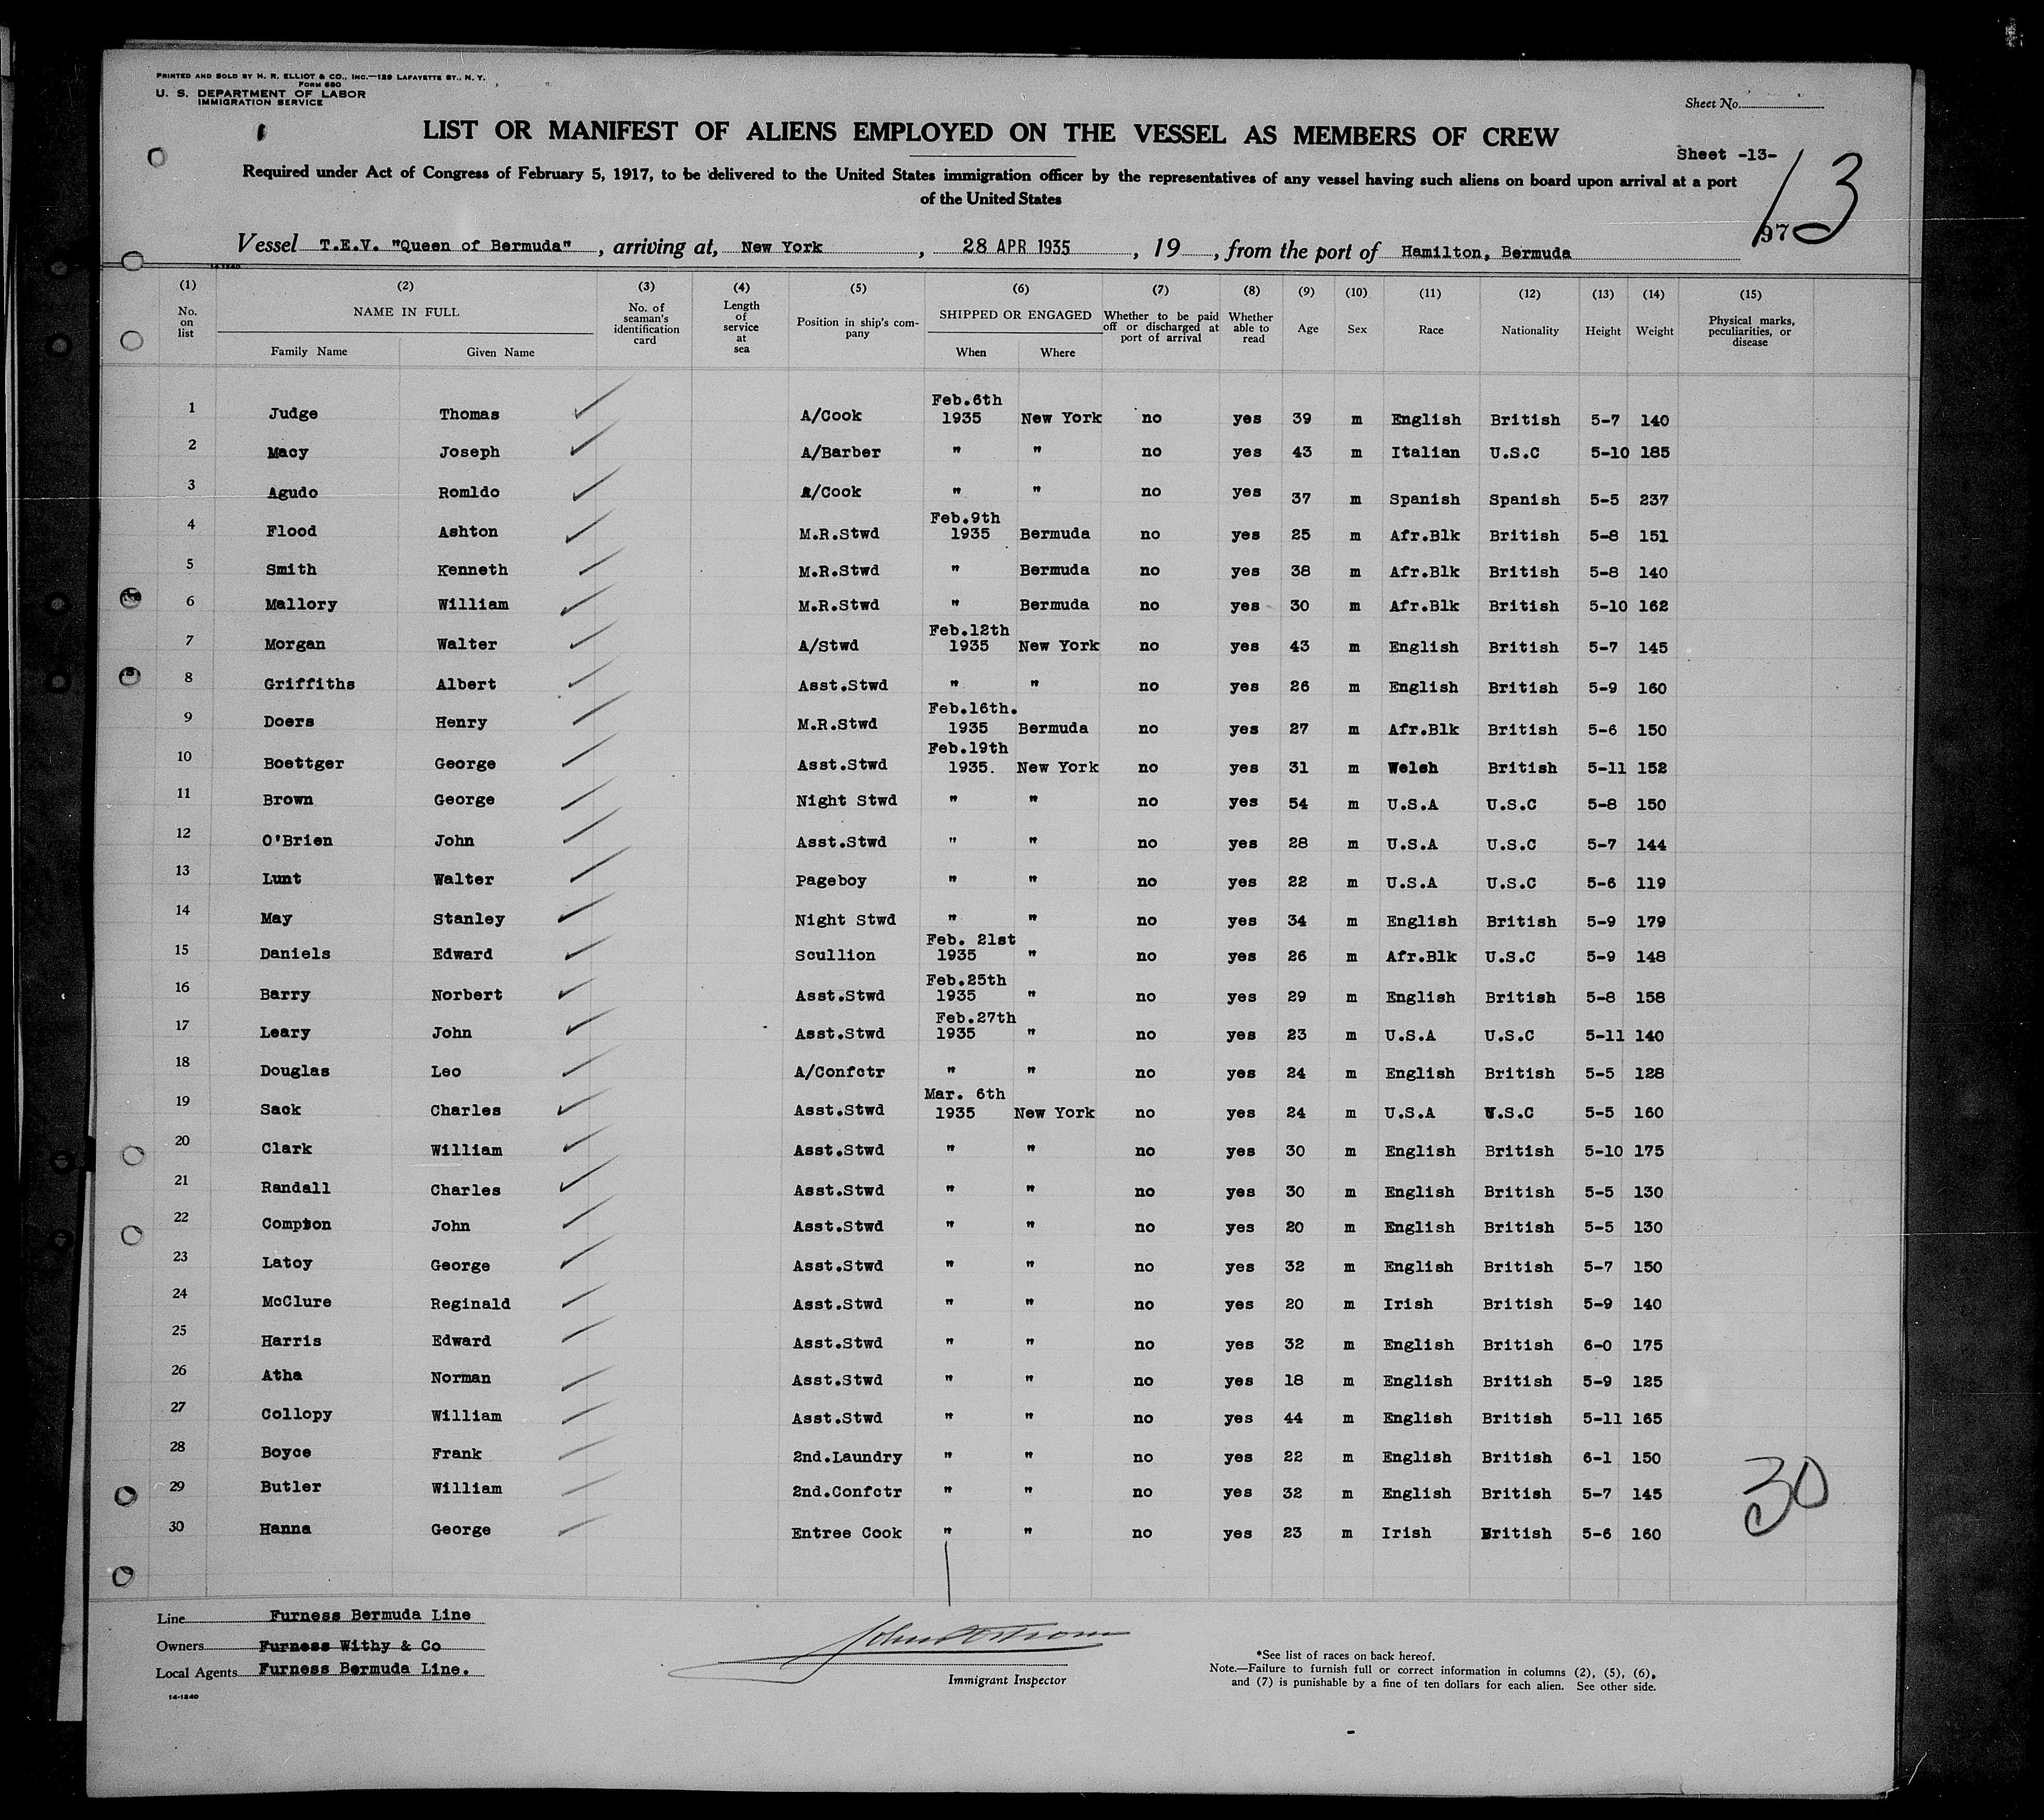 PRINTED AND SOLD BY H. R. ELLIOT & CO., INC.—129 LAFAYETTE ST., N. Y.
FORM 680
U. S. DEPARTMENT OF LABOR
IMMIGRATION SERVICE
Sheet No.
LIST OR MANIFEST OF ALIENS EMPLOYED ON THE VESSEL AS MEMBERS OF CREW
Sheet -13-
13
Required under Act of Congress of February 5, 1917, to be delivered to the United States immigration officer by the representatives of any vessel having such aliens on board upon arrival at a port
of the United States
97
Vessel T.E.V. "Queen of Bermuda", arriving at, New York, 28 APR 1935, 19, from the port of Hamilton, Bermuda
14-1240
(1) (2) (3) (4) (5) (6) (7) (8) (9) (10) (11) (12) (13) (14) (15)
No. on list NAME IN FULL Family Name Given Name No. of seaman's identification card Length of service at sea Position in ship's company SHIPPED OR ENGAGED When Where Whether to be paid off or discharged at port of arrival Whether able to read Age Sex Race Nationality Height Weight Physical marks, peculiarities, or disease
1 Judge Thomas A/Cook Feb.6th 1935 New York no yes 39 m English British 5-7 140
2 Macy Joseph A/Barber " " no yes 43 m Italian U.S.C 5-10 185
3 Agudo Romldo A/Cook " " no yes 37 m Spanish Spanish 5-5 237
4 Flood Ashton M.R.Stwd Feb.9th 1935 Bermuda no yes 25 m Afr.Blk British 5-8 151
5 Smith Kenneth M.R.Stwd " Bermuda no yes 38 m Afr.Blk British 5-8 140
6 Mallory William M.R.Stwd " Bermuda no yes 30 m Afr.Blk British 5-10 162
7 Morgan Walter A/Stwd Feb.12th 1935 New York no yes 43 m English British 5-7 145
8 Griffiths Albert Asst.Stwd " " no yes 26 m English British 5-9 160
9 Doers Henry M.R.Stwd Feb.16th. 1935 Bermuda no yes 27 m Afr.Blk British 5-6 150
10 Boettger George Asst.Stwd Feb.19th 1935. New York no yes 31 m Welsh British 5-11 152
11 Brown George Night Stwd " " no yes 54 m U.S.A U.S.C 5-8 150
12 O'Brien John Asst.Stwd " " no yes 28 m U.S.A U.S.C 5-7 144
13 Lunt Walter Pageboy " " no yes 22 m U.S.A U.S.C 5-6 119
14 May Stanley Night Stwd " " no yes 34 m English British 5-9 179
15 Daniels Edward Scullion Feb. 21st 1935 " no yes 26 m Afr.Blk U.S.C 5-9 148
16 Barry Norbert Asst.Stwd Feb.25th 1935 " no yes 29 m English British 5-8 158
17 Leary John Asst.Stwd Feb.27th 1935 " no yes 23 m U.S.A U.S.C 5-11 140
18 Douglas Leo A/Confctr " " no yes 24 m English British 5-5 128
19 Sack Charles Asst.Stwd Mar. 6th 1935 New York no yes 24 m U.S.A U.S.C 5-5 160
20 Clark William Asst.Stwd " " no yes 30 m English British 5-10 175
21 Randall Charles Asst.Stwd " " no yes 30 m English British 5-5 130
22 Compton John Asst.Stwd " " no yes 20 m English British 5-5 130
23 Latoy George Asst.Stwd " " no yes 32 m English British 5-7 150
24 McClure Reginald Asst.Stwd " " no yes 20 m Irish British 5-9 140
25 Harris Edward Asst.Stwd " " no yes 32 m English British 6-0 175
26 Atha Norman Asst.Stwd " " no yes 18 m English British 5-9 125
27 Collopy William Asst.Stwd " " no yes 44 m English British 5-11 165
28 Boyce Frank 2nd.Laundry " " no yes 22 m English British 6-1 150
29 Butler William 2nd.Confctr " " no yes 32 m English British 5-7 145
30 Hanna George Entree Cook " " no yes 23 m Irish British 5-6 160
30
Line Furness Bermuda Line
Owners Furness Withy & Co
Local Agents Furness Bermuda Line.
14-1240
Immigrant Inspector
*See list of races on back hereof.
Note.—Failure to furnish full or correct information in columns (2), (5), (6),
and (7) is punishable by a fine of ten dollars for each alien. See other side.